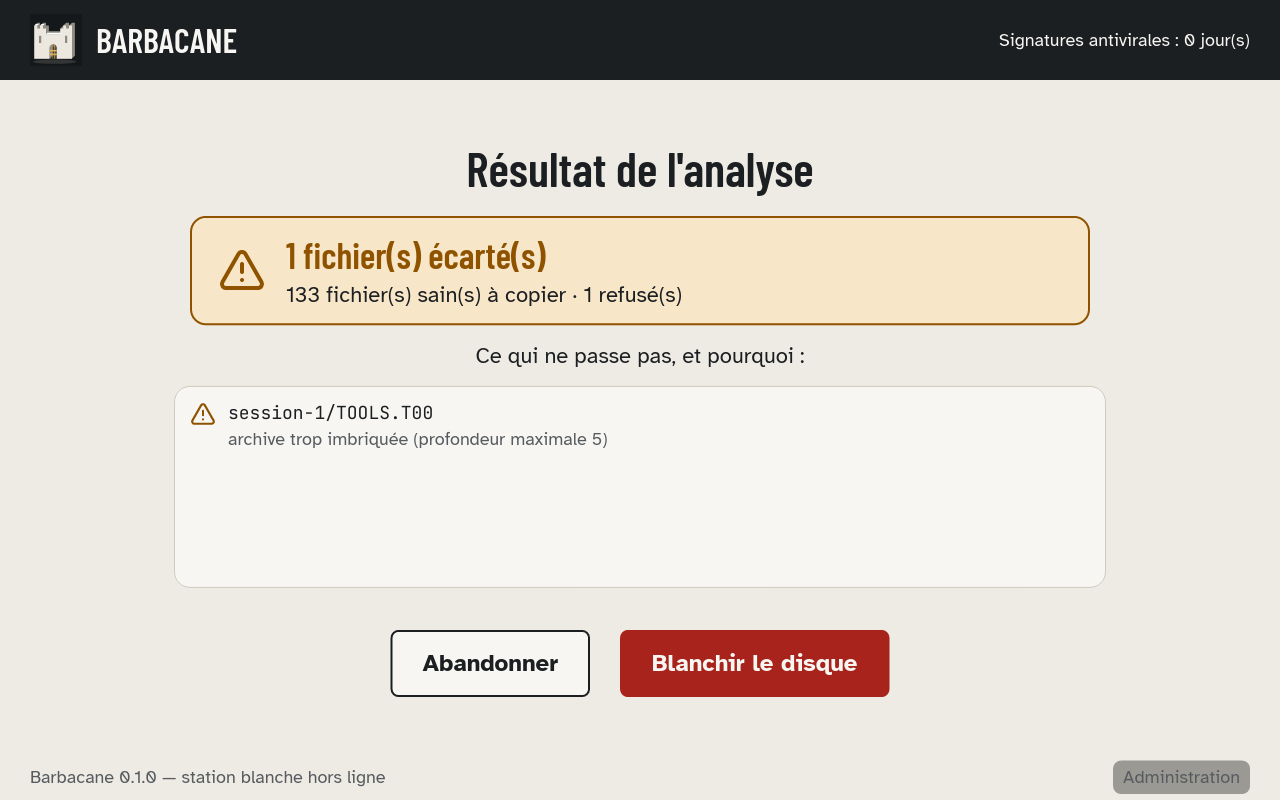 BARBACANE
Signatures antivirales : 0 jour(s)
Résultat de l'analyse
1 fichier(s) écarté(s)
133 fichier(s) sain(s) à copier · 1 refusé(s)
Ce qui ne passe pas, et pourquoi :
session-1/TOOLS.T00
archive trop imbriquée (profondeur maximale 5)
Abandonner
Blanchir le disque
Barbacane 0.1.0 — station blanche hors ligne
Administration